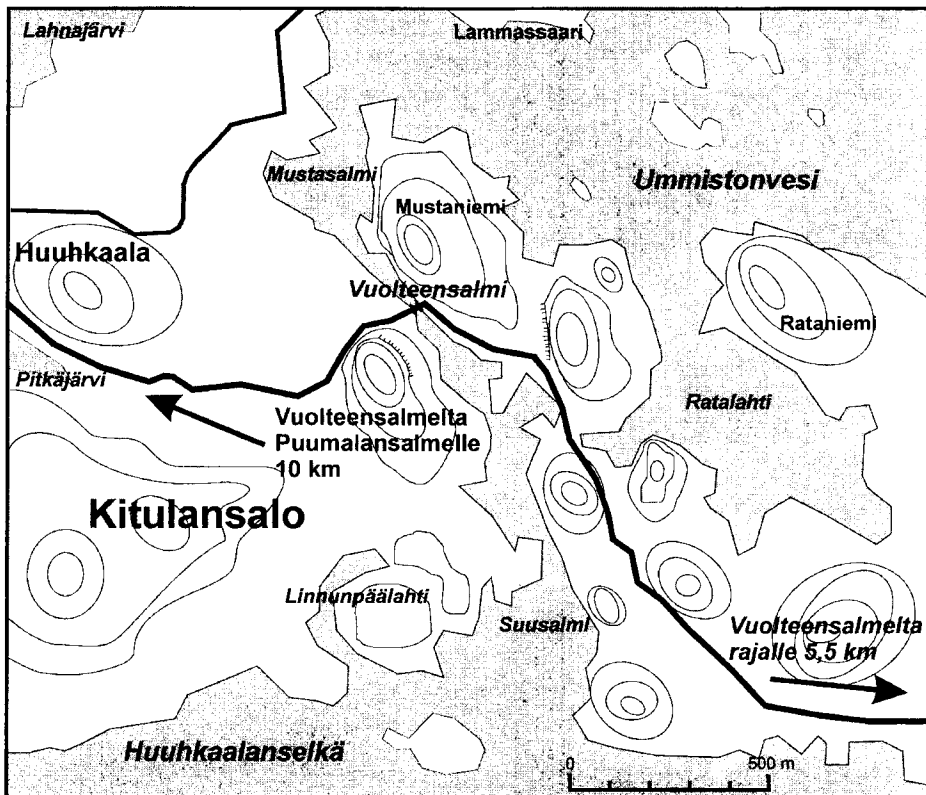 Lahnajärvi
Lammassaari
Mustasalmi
Ummistonvesi
Mustaniemi
Huuhkaala
Vuolteensalmi
Rataniemi
Pitkäjärvi
Ratalahti
Vuolteensalmelta
Puumalansalmelle
10 km
Kitulansalo
Linnunpäälahti
Suusalmi
Vuolteensalmelta
rajalle 5,5 km
Huuhkaalanselkä
0
500 m